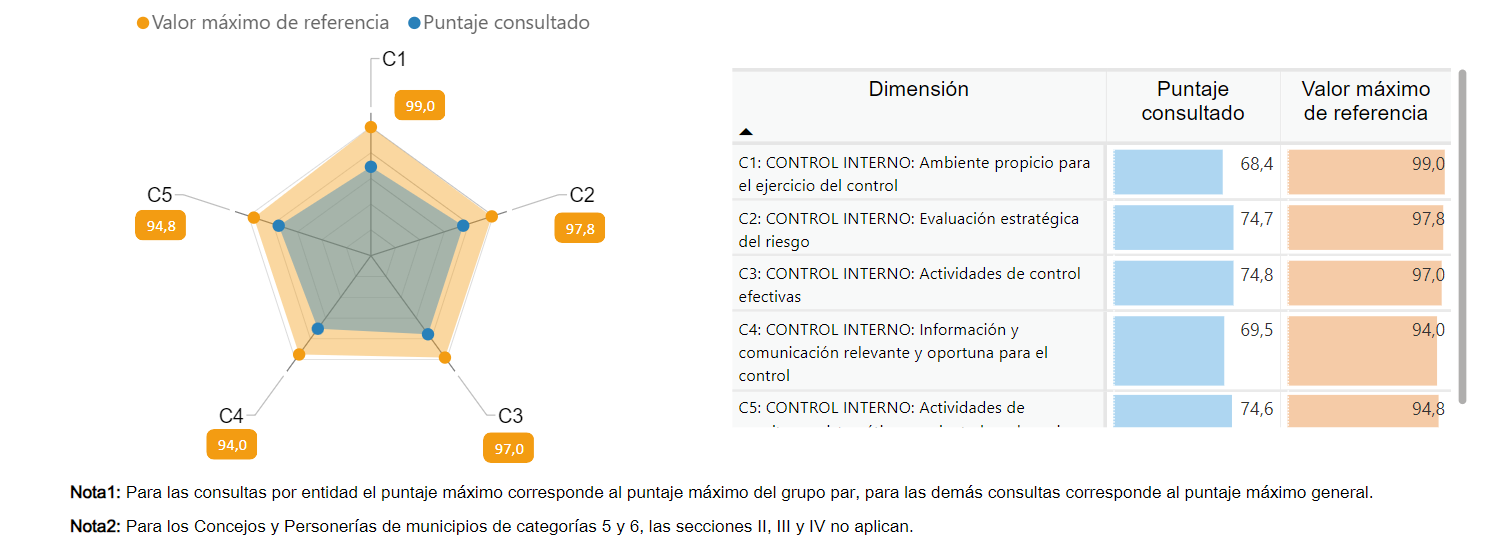 Valor máximo de referencia Puntaje consultado
C1
99,0
C5
94,8
C2
97,8
C4
94,0
C3
97,0
Dimensión Puntaje consultado Valor máximo de referencia
C1: CONTROL INTERNO: Ambiente propicio para
el ejercicio del control
68,4 99,0
C2: CONTROL INTERNO: Evaluación estratégica
del riesgo
74,7 97,8
C3: CONTROL INTERNO: Actividades de control
efectivas
74,8 97,0
C4: CONTROL INTERNO: Información y
comunicación relevante y oportuna para el
control
69,5 94,0
C5: CONTROL INTERNO: Actividades de
74,6 94,8
Nota1: Para las consultas por entidad el puntaje máximo corresponde al puntaje máximo del grupo par, para las demás consultas corresponde al puntaje máximo general.
Nota2: Para los Concejos y Personerías de municipios de categorías 5 y 6, las secciones II, III y IV no aplican.